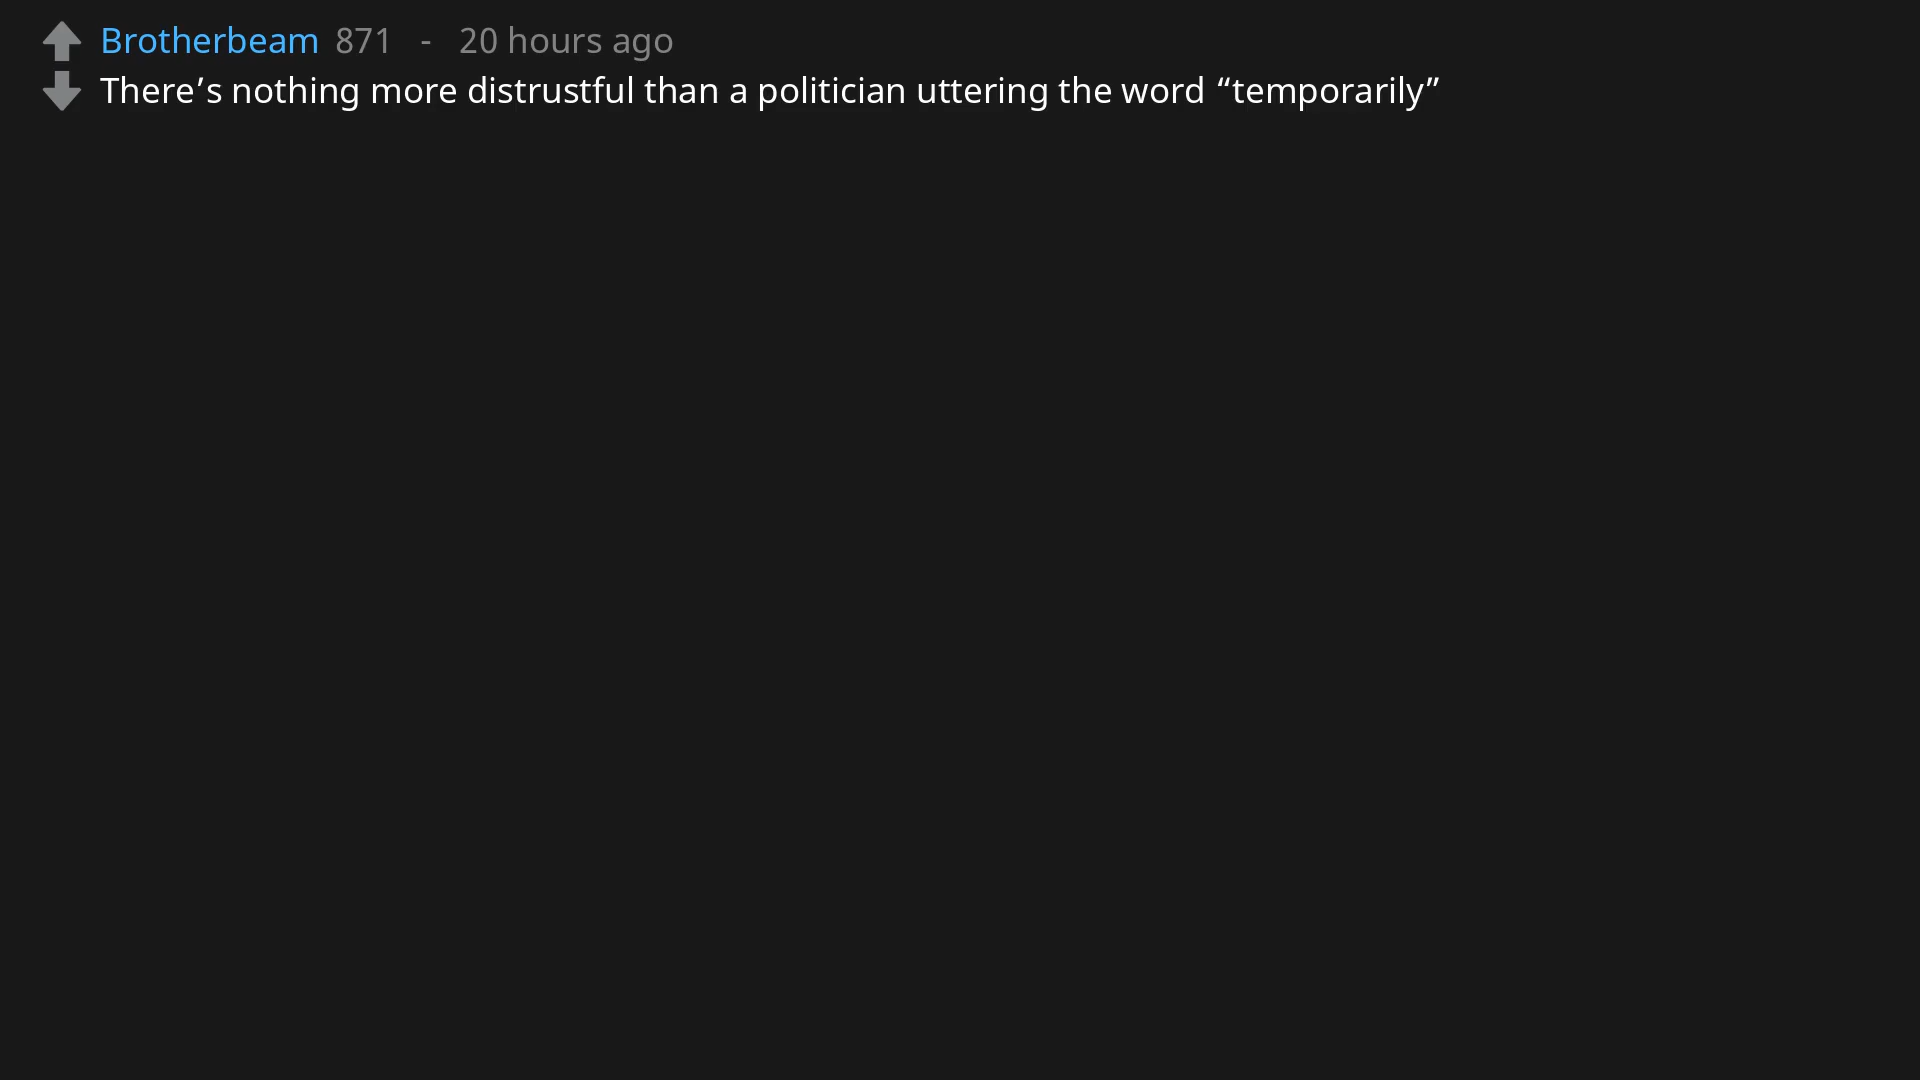 Brotherbeam 871 - 20 hours ago
There’s nothing more distrustful than a politician uttering the word “temporarily”